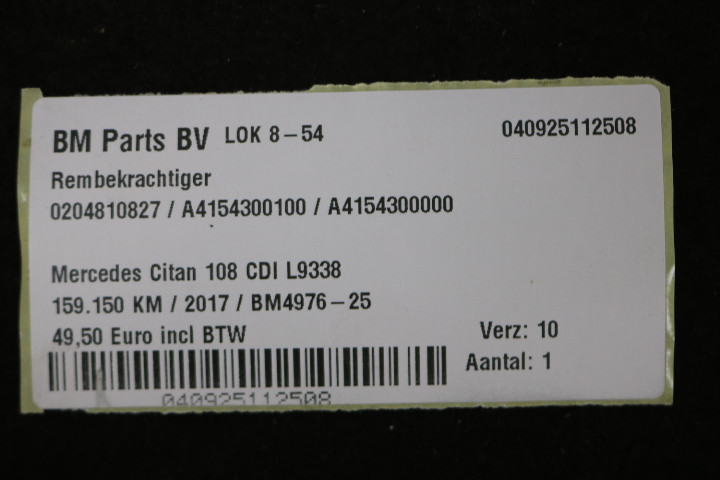 BM Parts BV LOK 8-54 040925112508
Rembekrachtiger
0204810827 / A4154300100 / A4154300000
Mercedes Citan 108 CDI L9338
159.150 KM / 2017 / BM4976-25
49,50 Euro incl BTW Verz: 10
Aantal: 1
040925112508